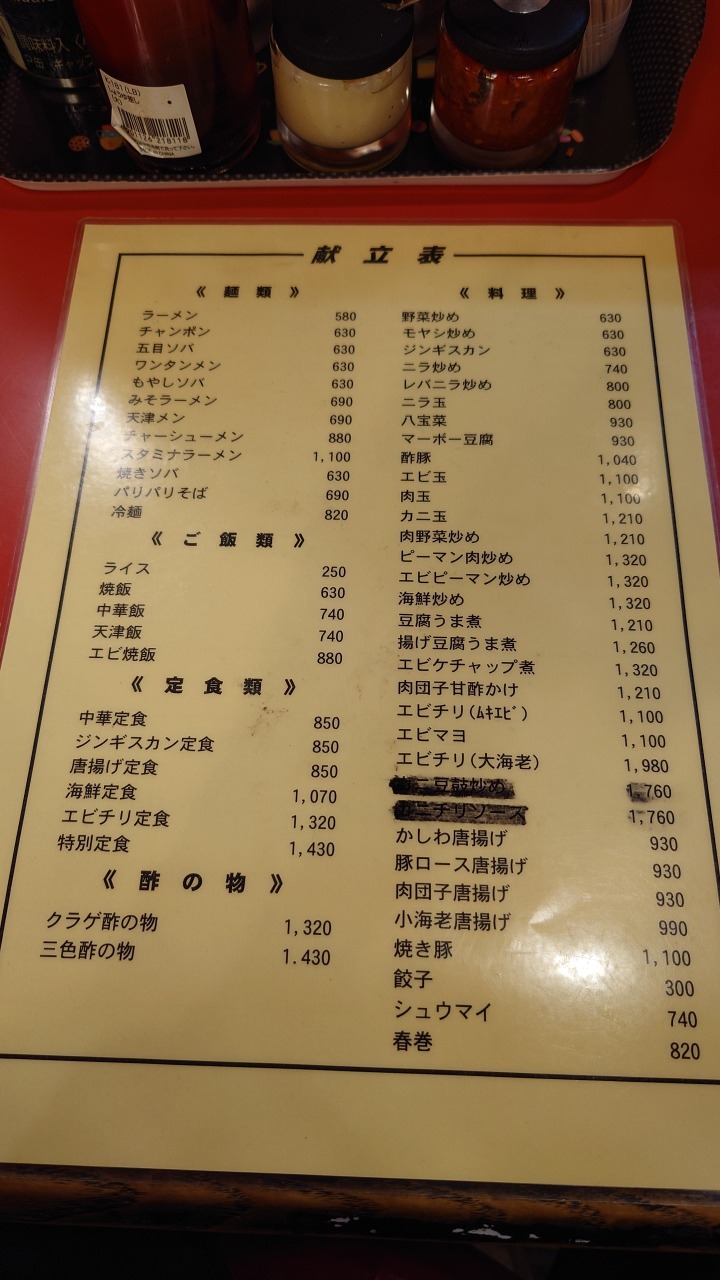 調味料入
K181(LB)
献立表
《 麺 類 》
ラーメン 580
チャンポン 630
五目ソバ 630
ワンタンメン 630
もやしソバ 630
みそラーメン 690
天津メン 690
チャーシューメン 880
スタミナラーメン 1,100
焼きソバ 630
パリパリそば 690
冷麺 820
《 ご 飯 類 》
ライス 250
焼飯 630
中華飯 740
天津飯 740
エビ焼飯 880
《 定 食 類 》
中華定食 850
ジンギスカン定食 850
唐揚げ定食 850
海鮮定食 1,070
エビチリ定食 1,320
特別定食 1,430
《 酢 の 物 》
クラゲ酢の物 1,320
三色酢の物 1.430
《 料 理 》
野菜炒め 630
モヤシ炒め 630
ジンギスカン 630
ニラ炒め 740
レバニラ炒め 800
ニラ玉 800
八宝菜 930
マーボー豆腐 930
酢豚 1,040
エビ玉 1,100
肉玉 1,100
カニ玉 1,210
肉野菜炒め 1,210
ピーマン肉炒め 1,320
エビピーマン炒め 1,320
海鮮炒め 1,320
豆腐うま煮 1,210
揚げ豆腐うま煮 1,260
エビケチャップ煮 1,320
肉団子甘酢かけ 1,210
エビチリ(ﾑｷｴﾋﾞ) 1,100
エビマヨ 1,100
エビチリ(大海老) 1,980
豆鼓炒め 1,760
チリソース 1,760
かしわ唐揚げ 930
豚ロース唐揚げ 930
肉団子唐揚げ 930
小海老唐揚げ 990
焼き豚 1,100
餃子 300
シュウマイ 740
春巻 820